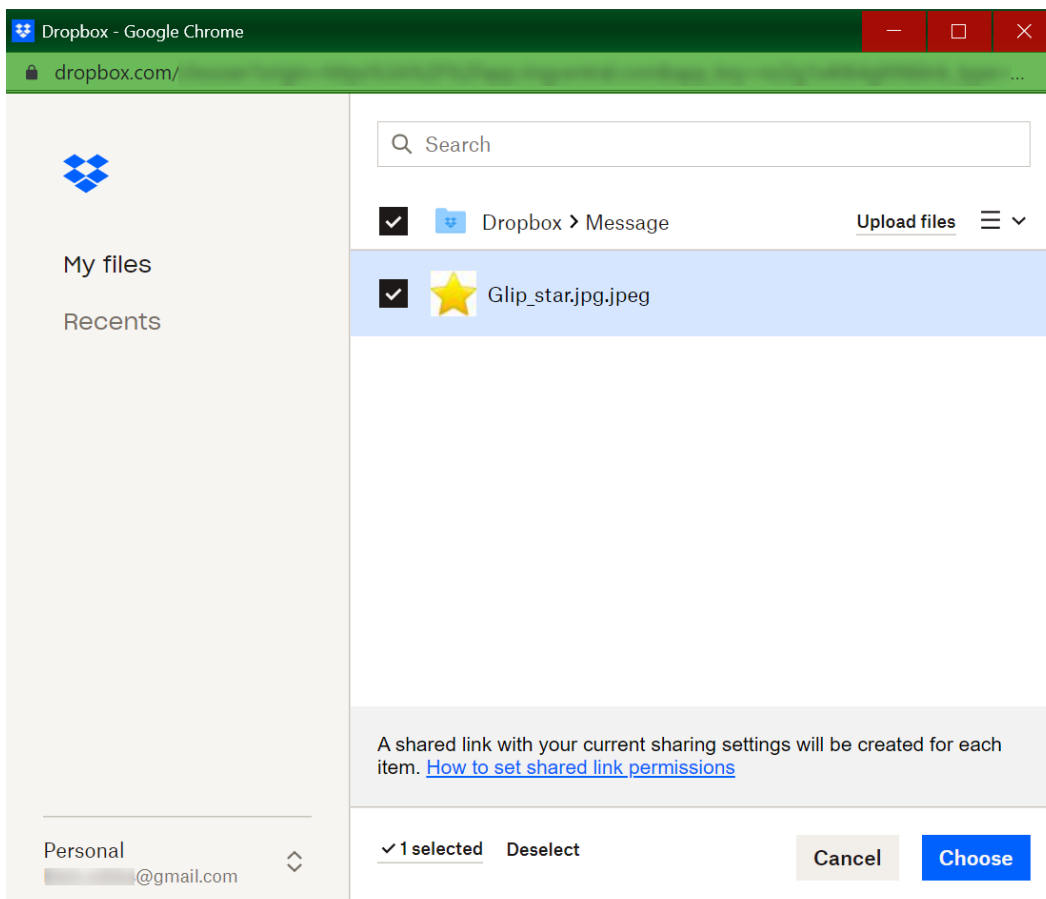 Dropbox - Google Chrome
dropbox.com/
Search
Dropbox > Message
Upload files
My files
Recents
Glip_star.jpg.jpeg
A shared link with your current sharing settings will be created for each
item. How to set shared link permissions
Personal
@gmail.com
1 selected
Deselect
Cancel
Choose